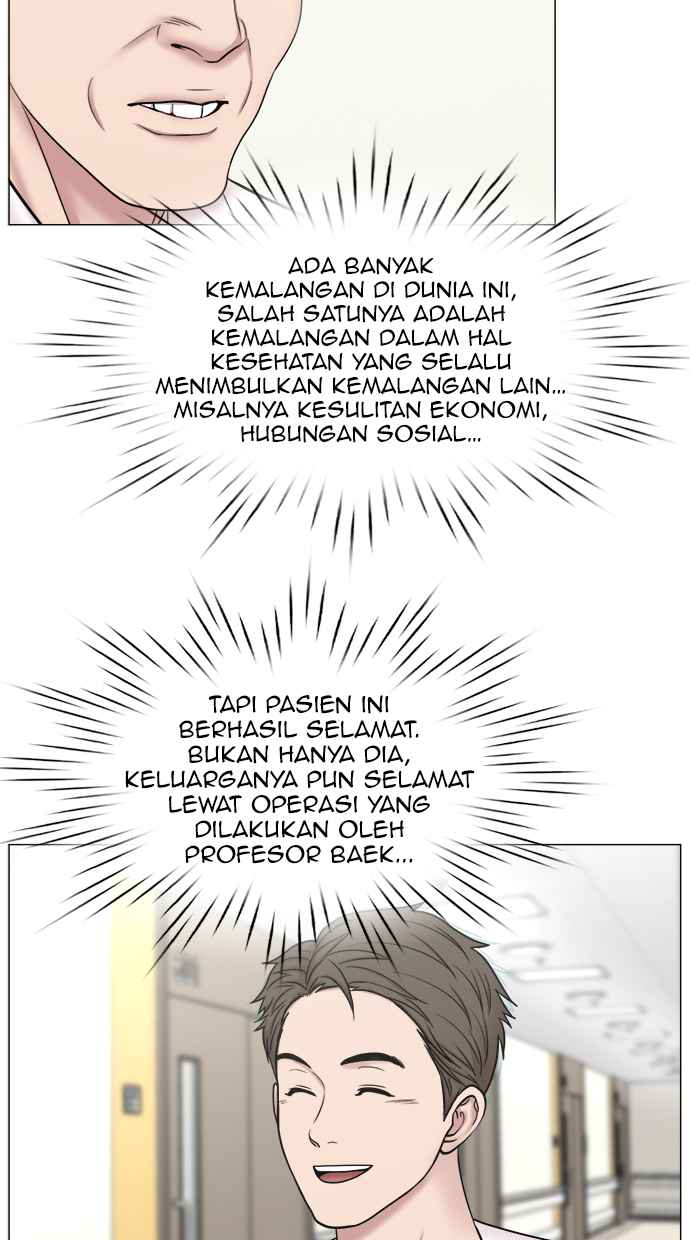 ADA BANYAK
KEMALANGAN DI DUNIA INI,
SALAH SATUNYA ADALAH
KEMALANGAN DALAM HAL
KESEHATAN YANG SELALU
MENIMBULKAN KEMALANGAN LAIN...
MISALNYA KESULITAN EKONOMI,
HUBUNGAN SOSIAL...
TAPI PASIEN INI
BERHASIL SELAMAT.
BUKAN HANYA DIA,
KELUARGANYA PUN SELAMAT
LEWAT OPERASI YANG
DILAKUKAN OLEH
PROFESOR BAEK...